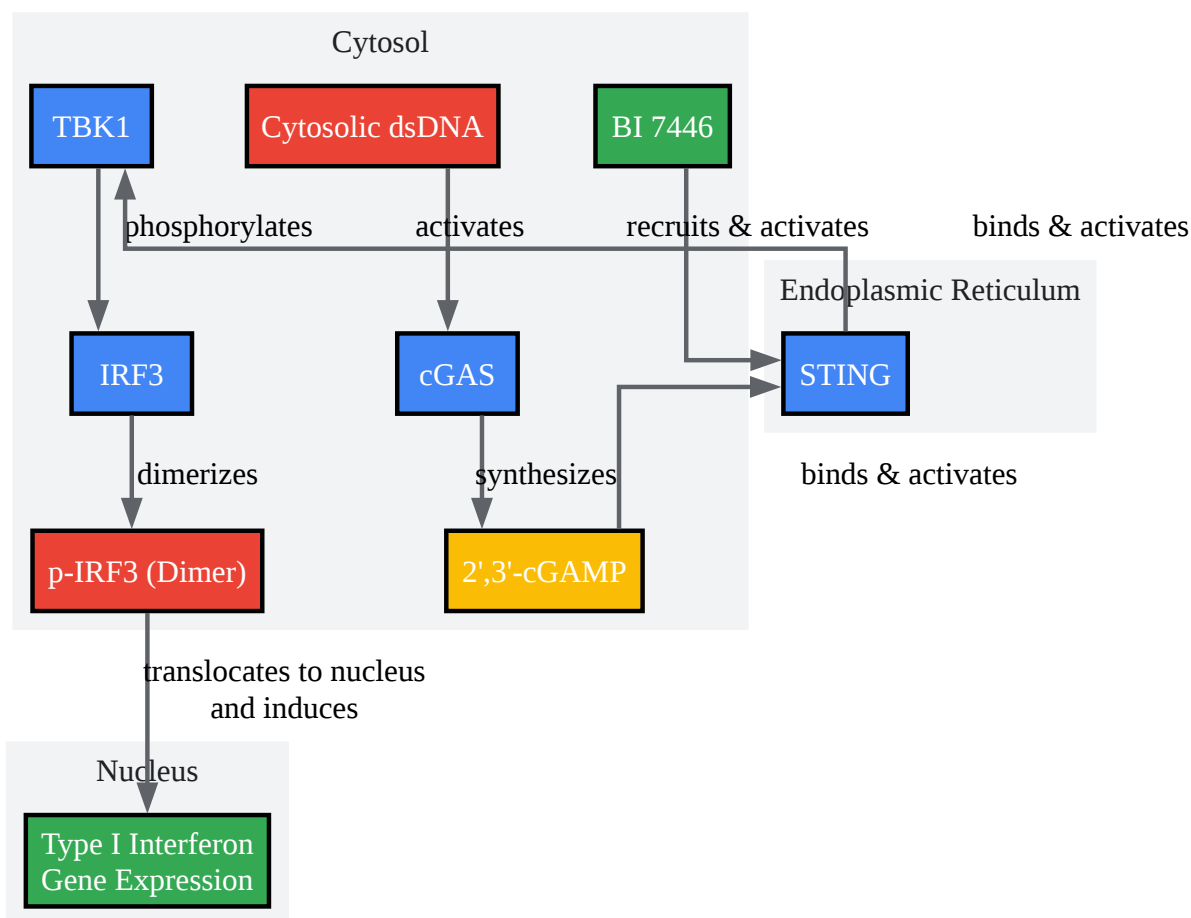 Cytosol
TBK1
Cytosolic dsDNA
BI 7446
phosphorylates
activates
recruits & activates
binds & activates
Endoplasmic Reticulum
IRF3
cGAS
STING
dimerizes
synthesizes
binds & activates
p-IRF3 (Dimer)
2',3'-cGAMP
translocates to nucleus
and induces
Nucleus
Type I Interferon
Gene Expression